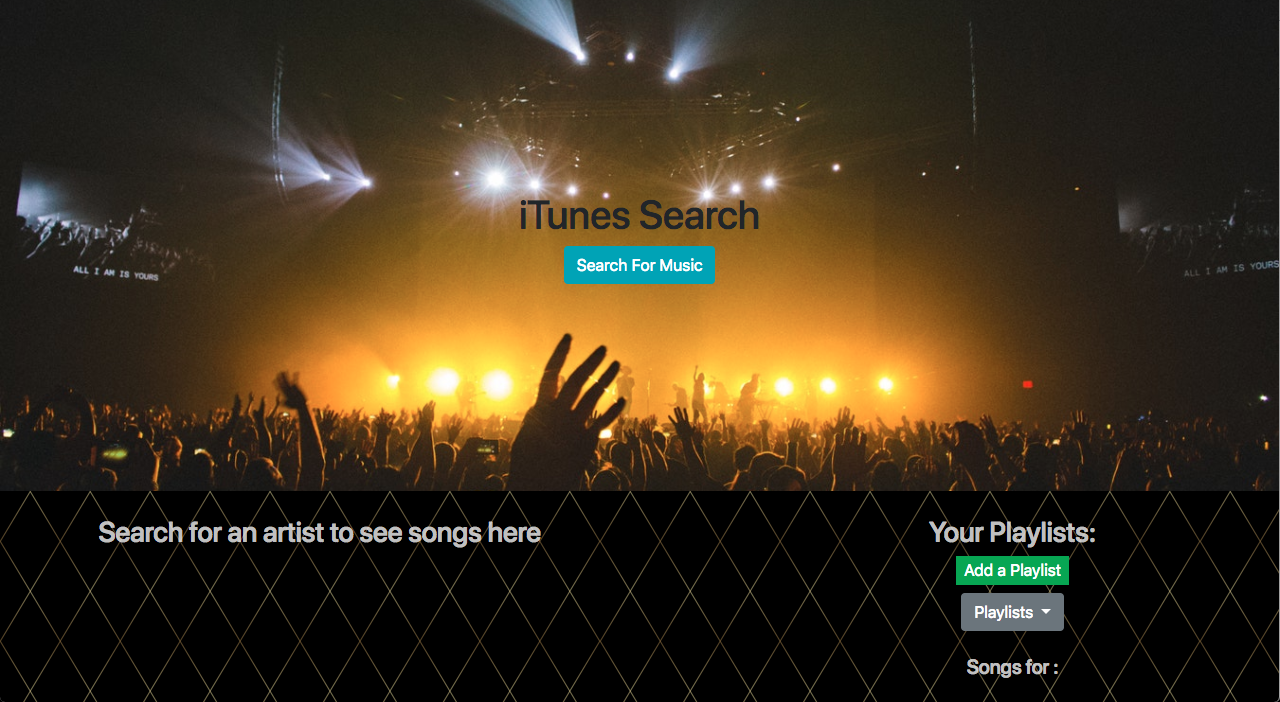 iTunes Search
Search For Music
ALL I AM IS YOURS
ALL I AM IS YOURS
Search for an artist to see songs here
Your Playlists:
Add a Playlist
Playlists
Songs for :